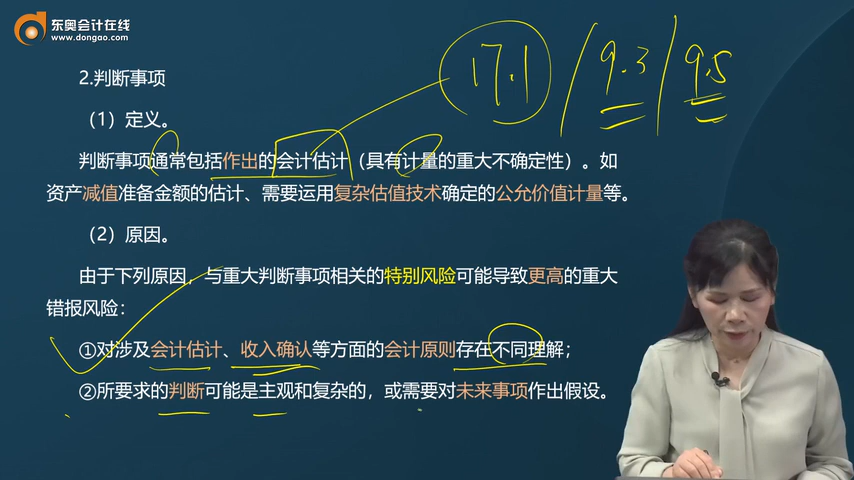 东奥会计在线
www.dongao.com
17.1 / 9.3 / 9.5
2.判断事项
（1）定义。
判断事项通常包括作出的会计估计（具有计量的重大不确定性）。如
资产减值准备金额的估计、需要运用复杂估值技术确定的公允价值计量等。
（2）原因。
由于下列原因，与重大判断事项相关的特别风险可能导致更高的重大
错报风险：
①对涉及会计估计、收入确认等方面的会计原则存在不同理解；
②所要求的判断可能是主观和复杂的，或需要对未来事项作出假设。